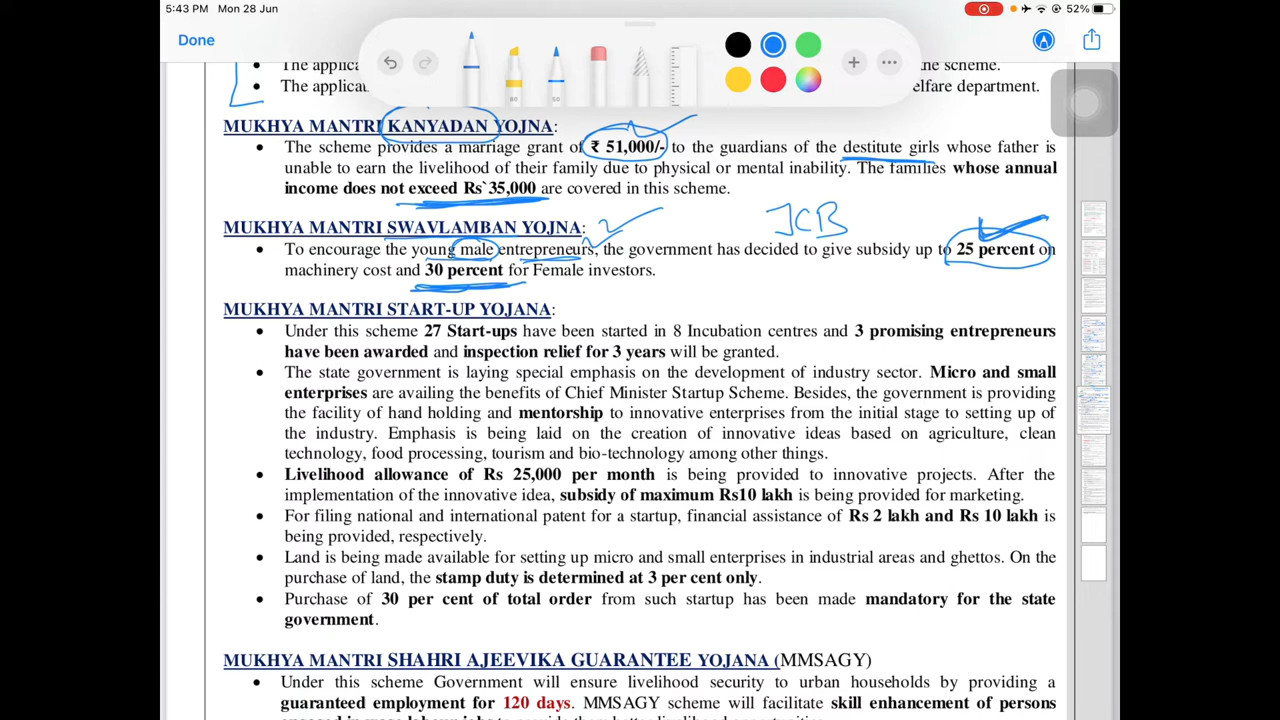 5:43 PM Mon 28 Jun
52%
Done
80
50
• The applica
the scheme.
• The applicat
elfare department.
MUKHYA MANTRI KANYADAN YOJNA:
• The scheme provides a marriage grant of ₹ 51,000/- to the guardians of the destitute girls whose father is
unable to earn the livelihood of their family due to physical or mental inability. The families whose annual
income does not exceed Rs`35,000 are covered in this scheme.
JCB
MUKHYA MANTRI SWAVLAMBAN YOJNA:
• To encourage the young male entrepreneurs, the government has decided to give subsidy up to 25 percent on
machinery cost and 30 percent for Female investors.
MUKHYA MANTRI START-UP YOJANA:
• Under this scheme 27 Start-ups have been started in 8 Incubation centres and 3 promising entrepreneurs
have been awarded and inspection relief for 3 years will be granted.
• The state government is laying special emphasis on the development of industry sector. Micro and small
enterprises are getting benefits in Chief Minister Startup Scheme. Besides, the government is providing
the facility of land holding and mentorship to innovative enterprises from the initial stage to setting up of
the industry. Emphasis is being laid on the creation of innovative ideas based on agriculture, clean
technology, food processing, tourism and bio-technology among other things.
• Livelihood allowance of Rs 25,000 per month is being provided to innovative projects. After the
implementation of the innovative idea, subsidy of maximum Rs10 lakh is being provided for marketing.
• For filing national and international patent for a startup, financial assistance of Rs 2 lakh and Rs 10 lakh is
being provided, respectively.
• Land is being made available for setting up micro and small enterprises in industrial areas and ghettos. On the
purchase of land, the stamp duty is determined at 3 per cent only.
• Purchase of 30 per cent of total order from such startup has been made mandatory for the state
government.
MUKHYA MANTRI SHAHRI AJEEVIKA GUARANTEE YOJANA (MMSAGY)
• Under this scheme Government will ensure livelihood security to urban households by providing a
guaranteed employment for 120 days. MMSAGY scheme will facilitate skill enhancement of persons